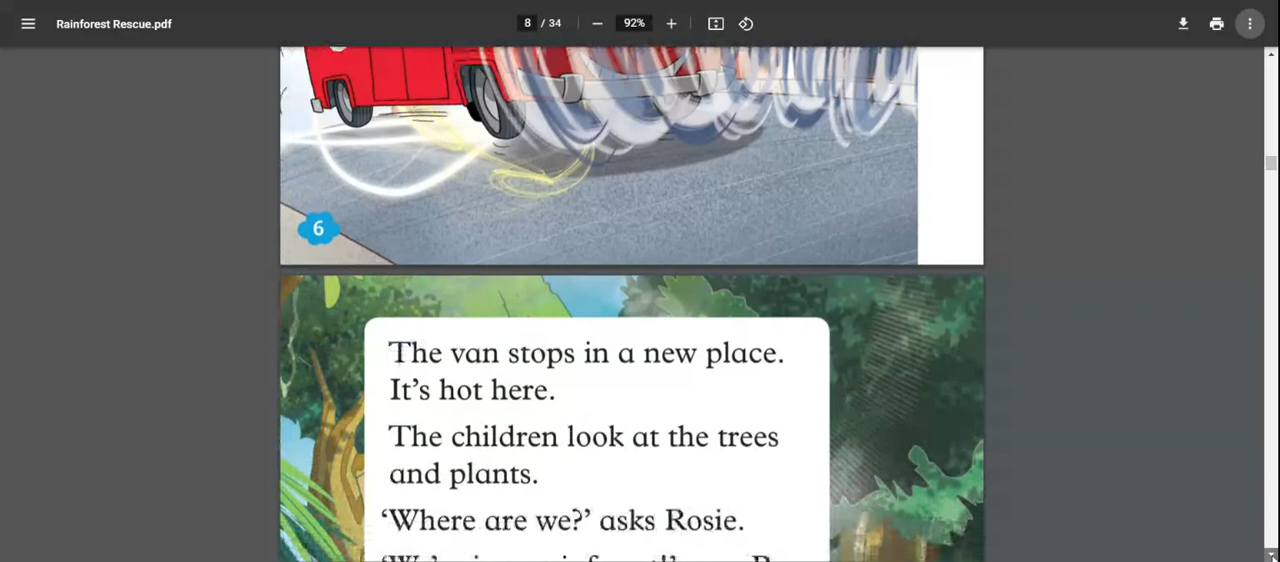 Rainforest Rescue.pdf
8 / 34
92%
6
The van stops in a new place.
It's hot here.
The children look at the trees
and plants.
'Where are we?' asks Rosie.